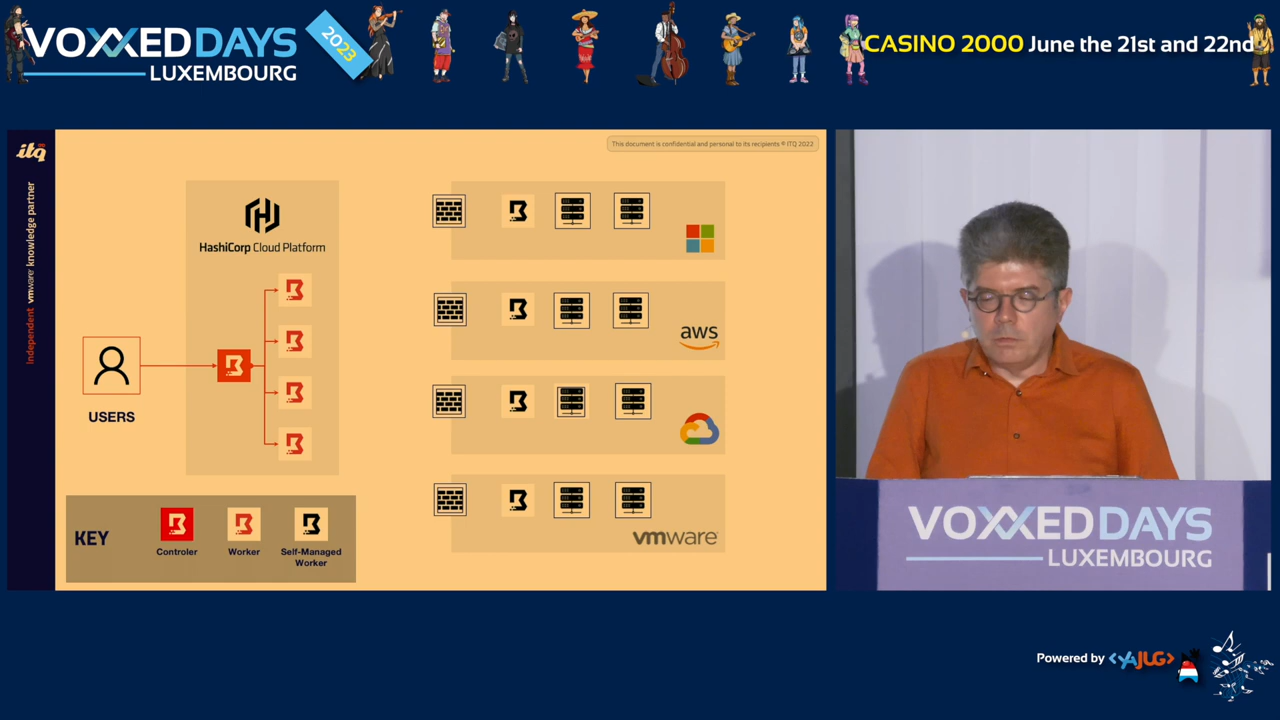 VOXXED DAYS
LUXEMBOURG
2023
CASINO 2000 June the 21st and 22nd
itq
Independent vmware knowledge partner
This document is confidential and personal to its recipients © ITQ 2022
HashiCorp Cloud Platform
USERS
aws
vmware
KEY
Controler
Worker
Self-Managed
Worker
VOXXED DAYS
LUXEMBOURG
Powered by <YAJUG>